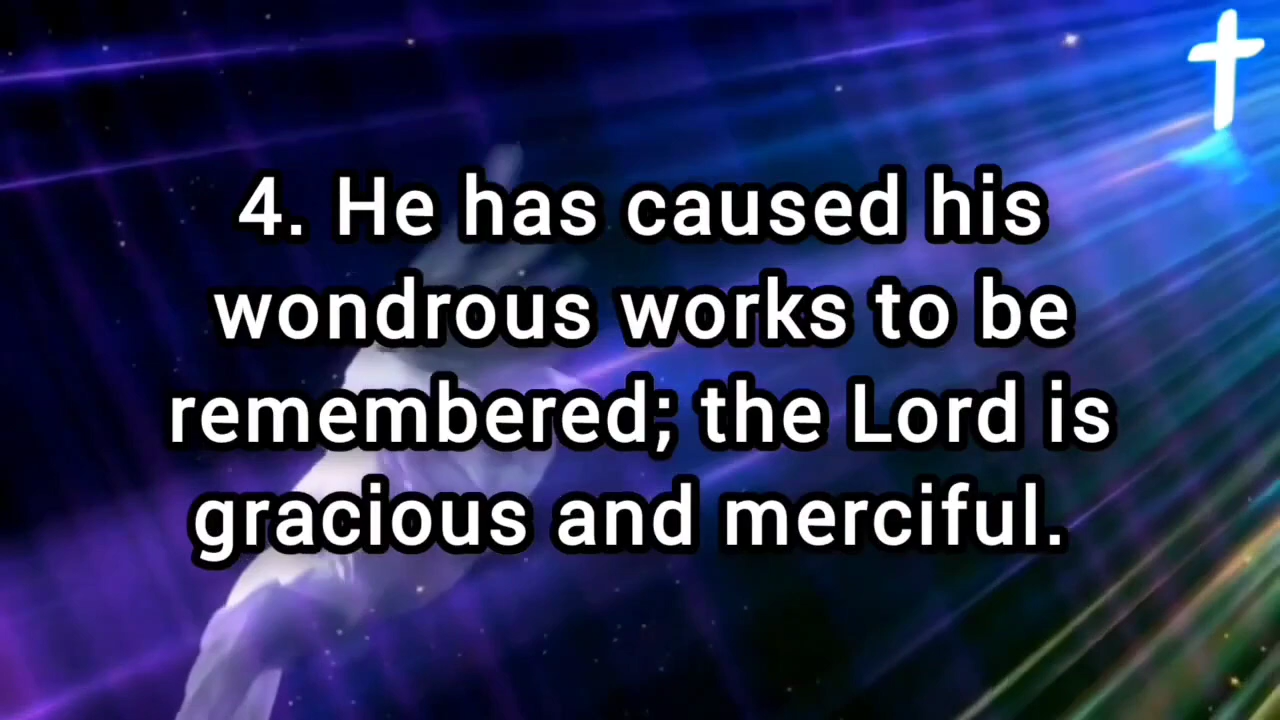 4. He has caused his
wondrous works to be
remembered; the Lord is
gracious and merciful.